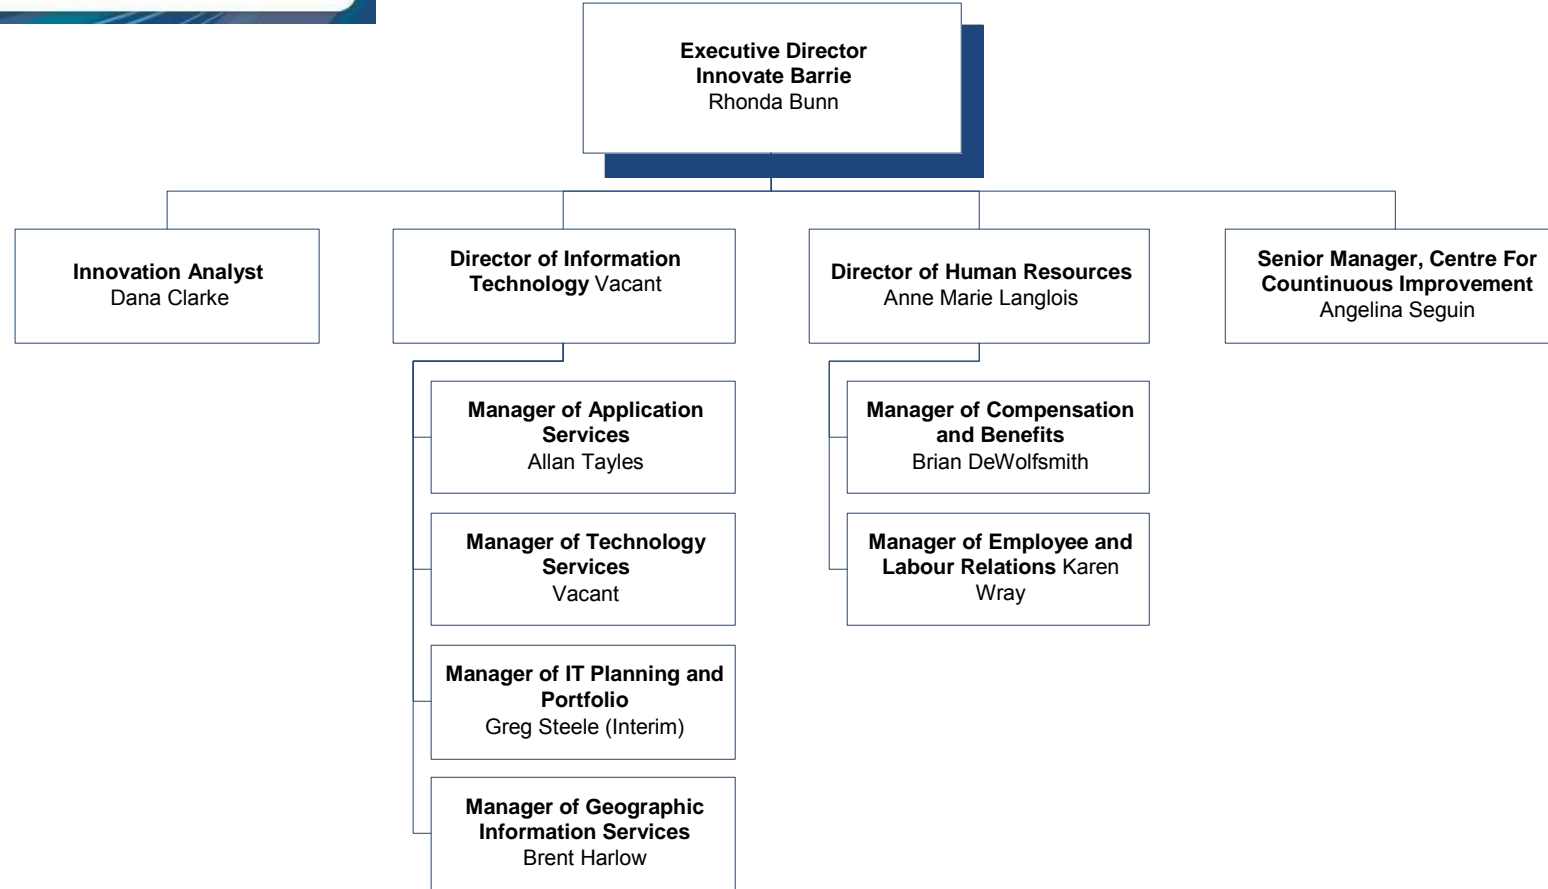 Executive Director
Innovate Barrie
Rhonda Bunn
Innovation Analyst
Dana Clarke
Director of Information
Technology Vacant
Director of Human Resources
Anne Marie Langlois
Senior Manager, Centre For
Countinuous Improvement
Angelina Seguin
Manager of Application
Services
Allan Tayles
Manager of Technology
Services
Vacant
Manager of IT Planning and
Portfolio
Greg Steele (Interim)
Manager of Geographic
Information Services
Brent Harlow
Manager of Compensation
and Benefits
Brian DeWolfsmith
Manager of Employee and
Labour Relations Karen
Wray